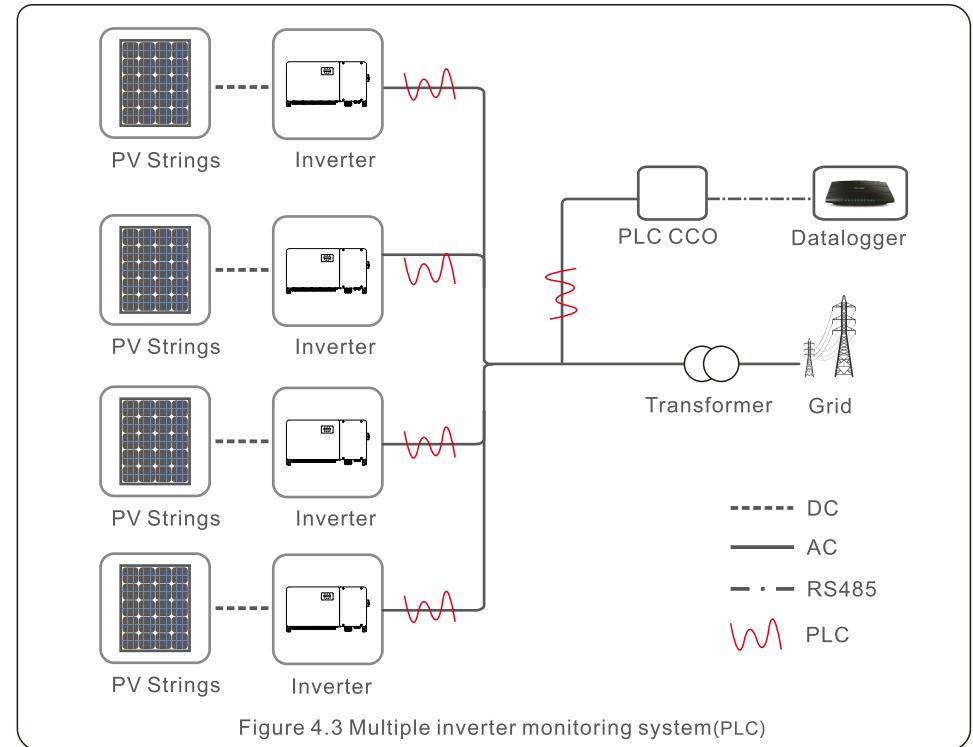 PV Strings
Inverter
PLC CCO
Datalogger
PV Strings
Inverter
Transformer
Grid
PV Strings
Inverter
DC
AC
RS485
PLC
PV Strings
Inverter
Figure 4.3 Multiple inverter monitoring system(PLC)